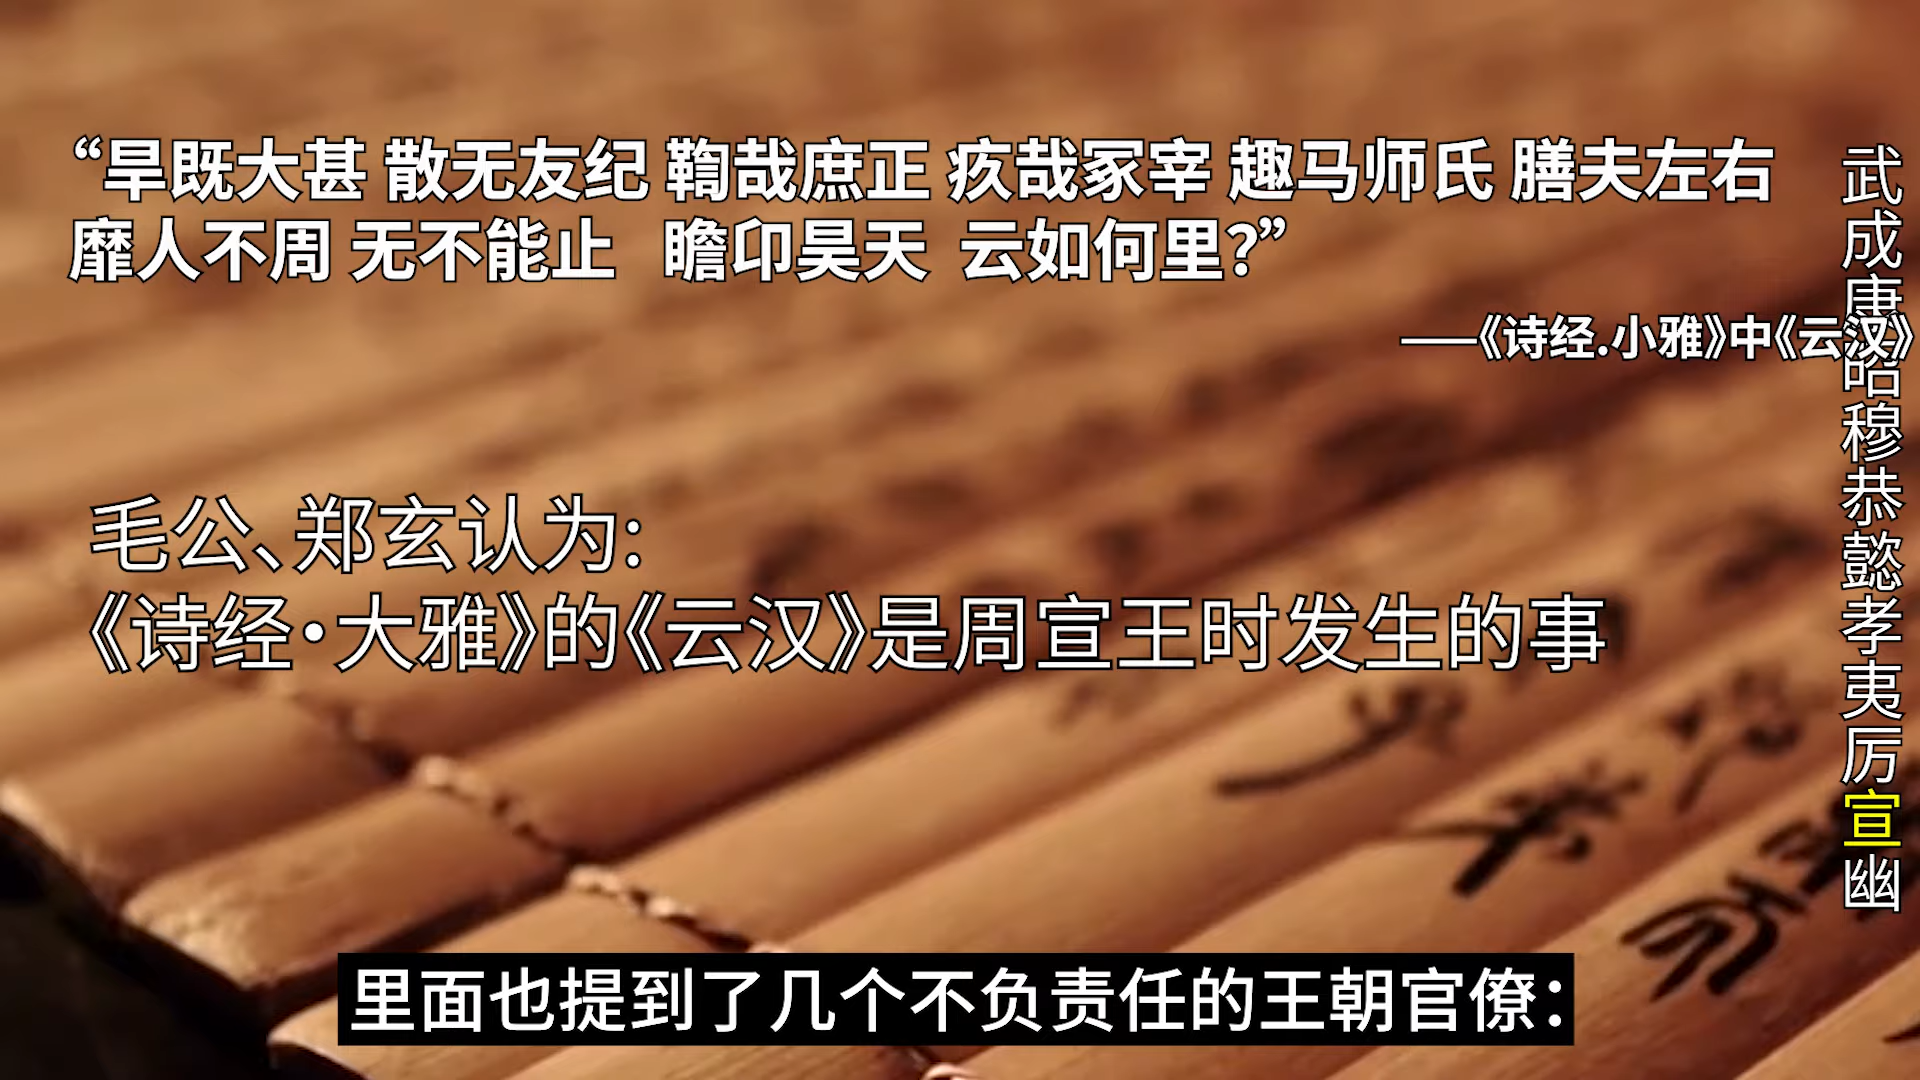 “旱既大甚 散无友纪 鞫哉庶正 疚哉冢宰 趣马师氏 膳夫左右
靡人不周 无不能止 瞻卬昊天 云如何里?”
——《诗经.小雅》中《云汉》
毛公、郑玄认为:
《诗经·大雅》的《云汉》是周宣王时发生的事
武成康昭穆恭懿孝夷厉宣幽
里面也提到了几个不负责任的王朝官僚：